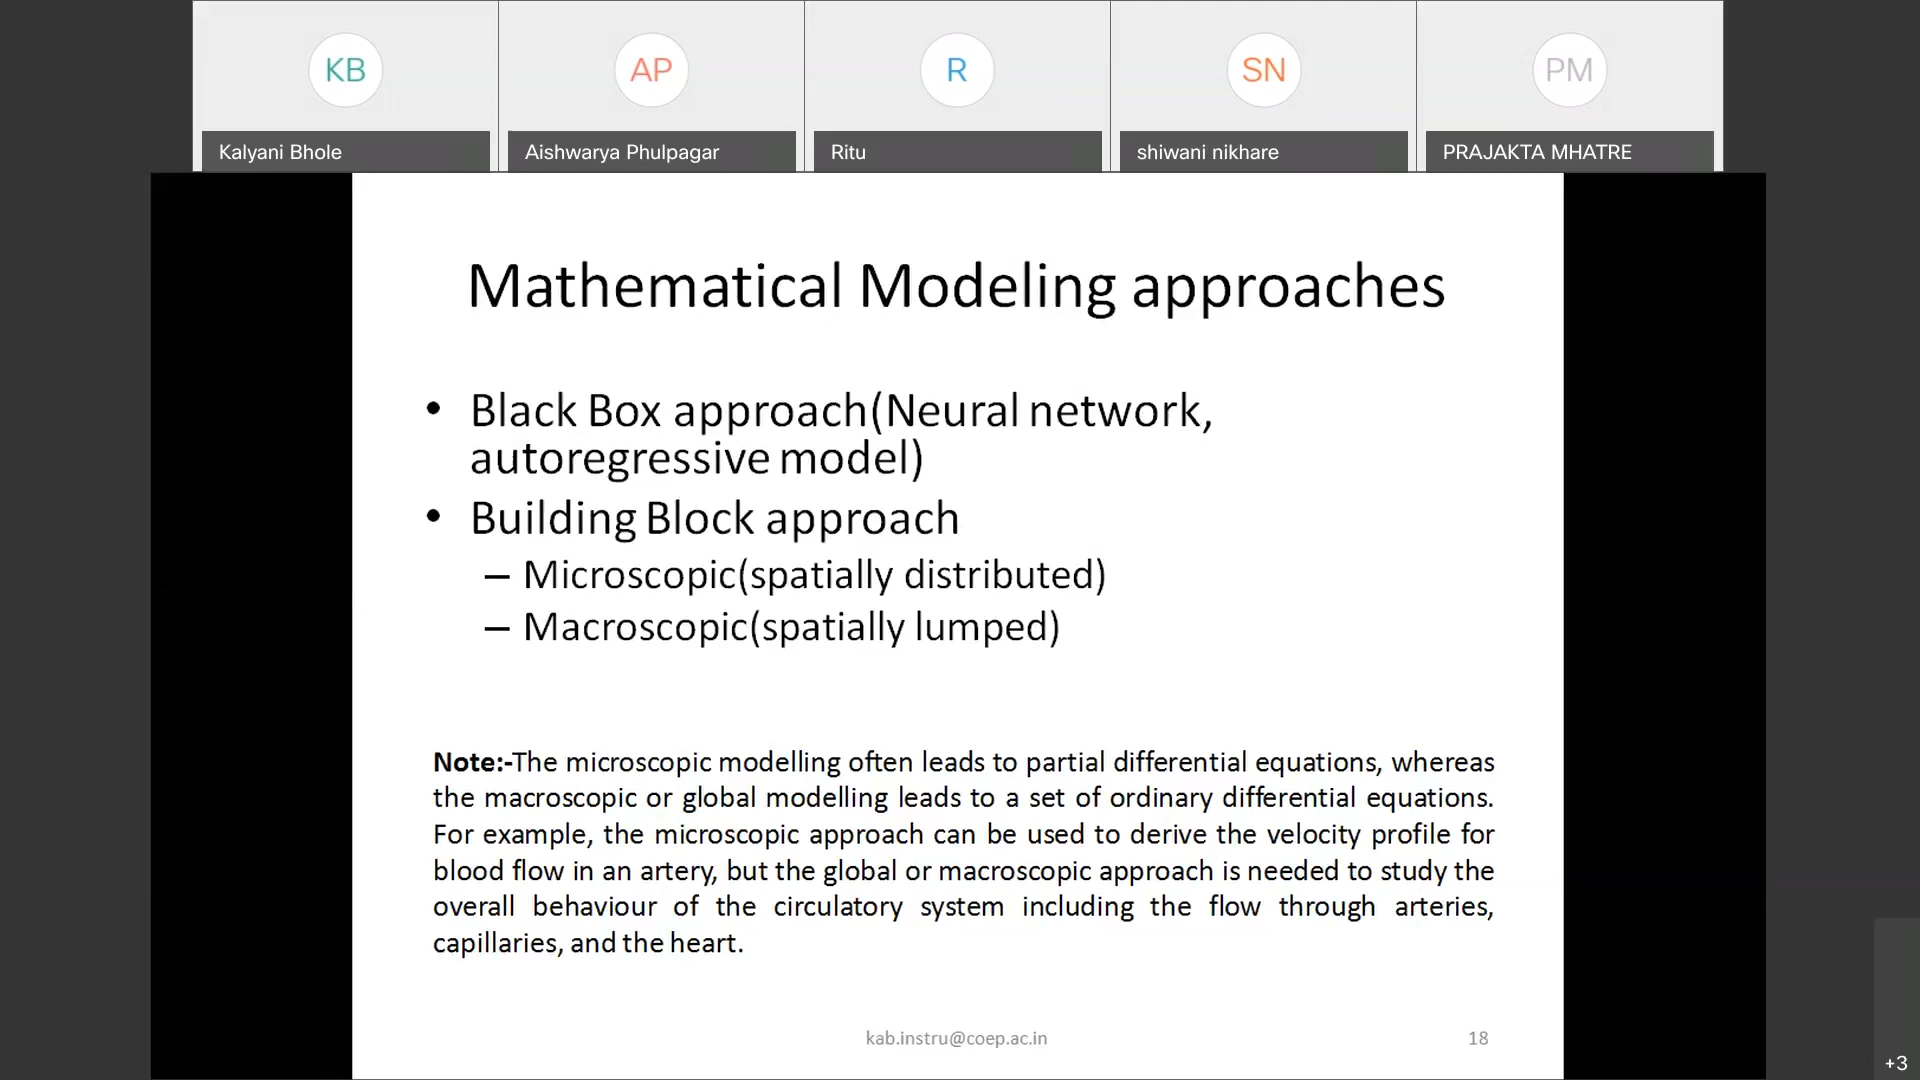 KB
AP
R
SN
PM
Kalyani Bhole
Aishwarya Phulpagar
Ritu
shiwani nikhare
PRAJAKTA MHATRE
Mathematical Modeling approaches
• Black Box approach(Neural network,
autoregressive model)
• Building Block approach
– Microscopic(spatially distributed)
– Macroscopic(spatially lumped)
Note:-The microscopic modelling often leads to partial differential equations, whereas
the macroscopic or global modelling leads to a set of ordinary differential equations.
For example, the microscopic approach can be used to derive the velocity profile for
blood flow in an artery, but the global or macroscopic approach is needed to study the
overall behaviour of the circulatory system including the flow through arteries,
capillaries, and the heart.
kab.instru@coep.ac.in
18
+3